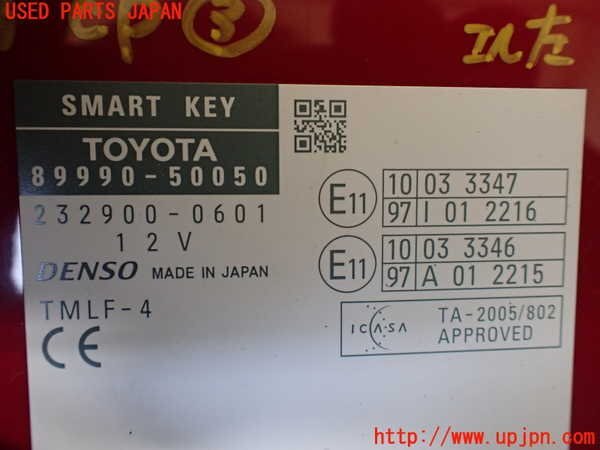 USED PARTS JAPAN
③
左
SMART KEY
TOYOTA
89990-50050
232900-0601
12V
DENSO MADE IN JAPAN
TMLF-4
CE
E11 10 03 3347
97 I 01 2216
E11 10 03 3346
97 A 01 2215
ICASA TA-2005/802
APPROVED
http://www.upjpn.com/